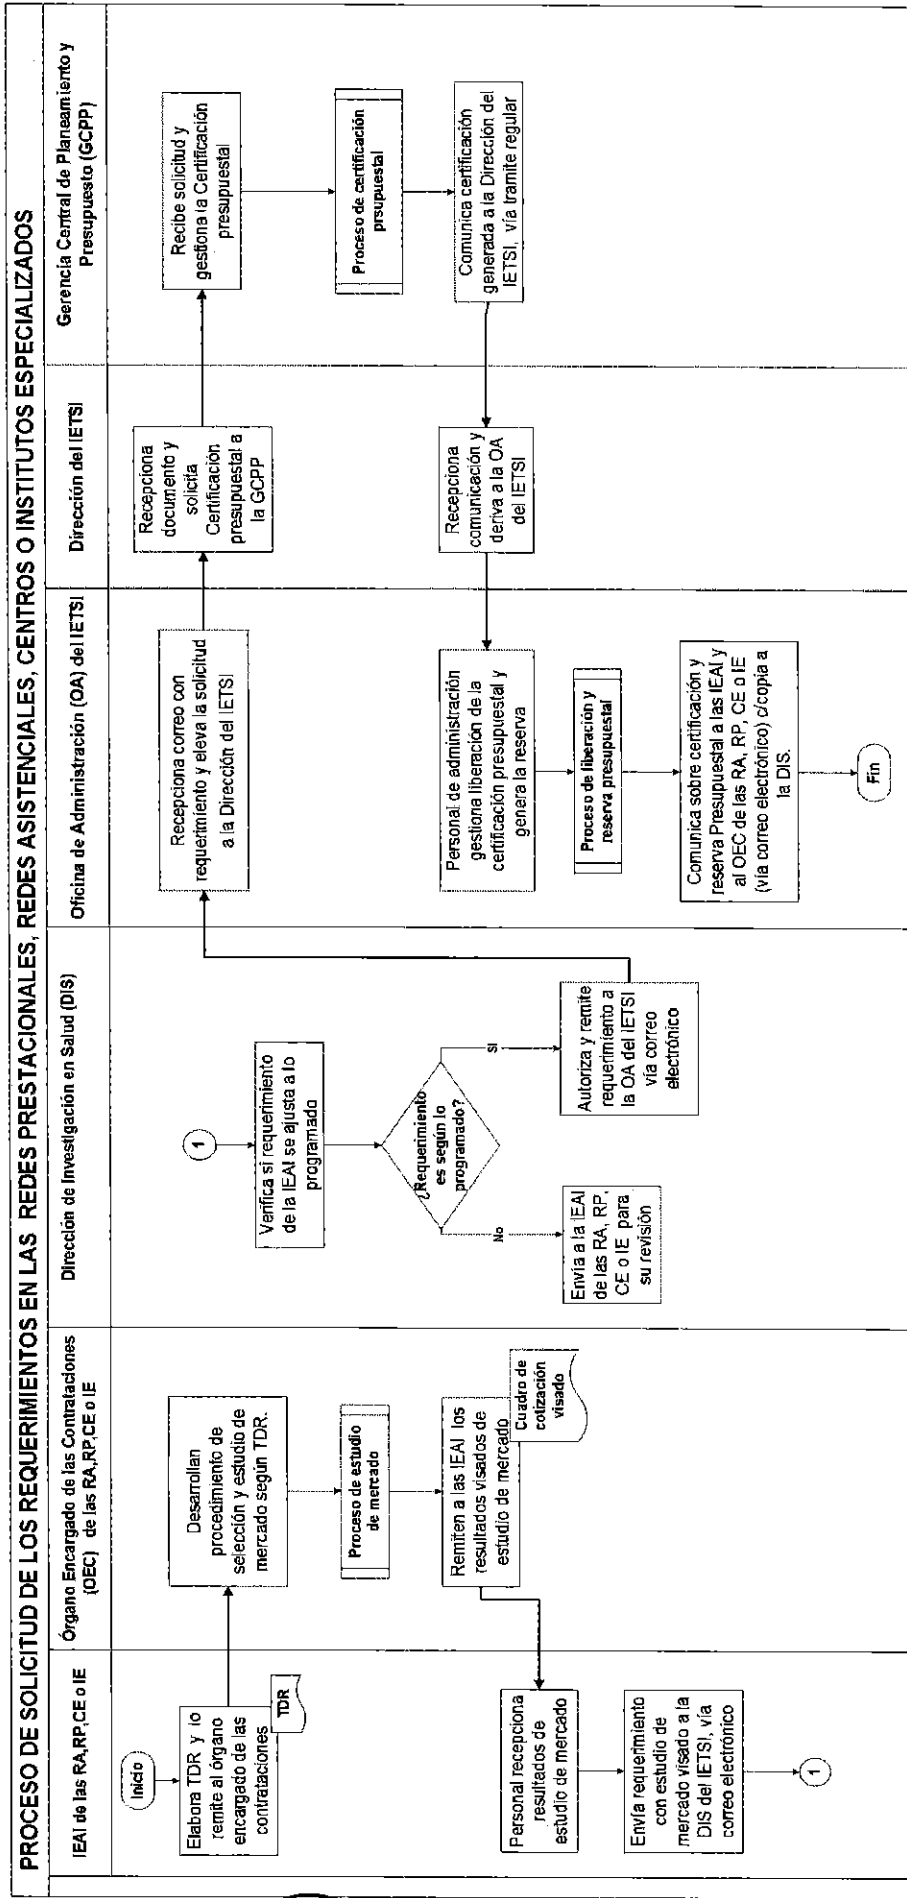 PROCESO DE SOLICITUD DE LOS REQUERIMIENTOS EN LAS REDES PRESTACIONALES, REDES ASISTENCIALES, CENTROS O INSTITUTOS ESPECIALIZADOS
IEAI de las RA,RP,CE o IE
Inicio
Elabora TDR y lo
remite al órgano
encargado de las
contrataciones
TDR
Personal recepciona
resultados de
estudio de mercado
Envía requerimiento
con estudio de
mercado visado a la
DIS del IETSI, vía
correo electrónico
1
Órgano Encargado de las Contrataciones
(OEC) de las RA,RP,CE o IE
Desarrollan
procedimiento de
selección y estudio de
mercado según TDR.
Proceso de estudio
de mercado
Remiten a las IEAI los
resultados visados de
estudio de mercado
Cuadro de
cotización
visado
Dirección de Investigación en Salud (DIS)
1
Verifica si requerimiento
de la IEAI se ajusta a lo
programado
¿Requerimiento
es según lo
programado?
No
SI
Envía a la IEAI
de las RA, RP,
CE o IE para
su revisión
Autoriza y remite
requerimiento a
la OA del IETSI
vía correo
electrónico
Oficina de Administración (OA) del IETSI
Recepciona correo con
requerimiento y eleva la solicitud
a la Dirección del IETSI
Personal de administración
gestiona liberación de la
certificación presupuestal y
genera la reserva
Proceso de liberación y
reserva presupuestal
Comunica sobre certificación y
reserva Presupuestal a las IEAI y
al OEC de las RA, RP, CE o IE
(vía correo electrónico) c/copia a
la DIS.
Fin
Dirección del IETSI
Recepciona
documento y
solicita
Certificación
presupuestal a
la GCPP
Recepciona
comunicación y
deriva a la OA
del IETSI
Gerencia Central de Planeamiento y
Presupuesto (GCPP)
Recibe solicitud y
gestiona la Certificación
presupuestal
Proceso de certificación
prsupuestal
Comunica certificación
generada a la Dirección del
IETSI, vía tramite regular